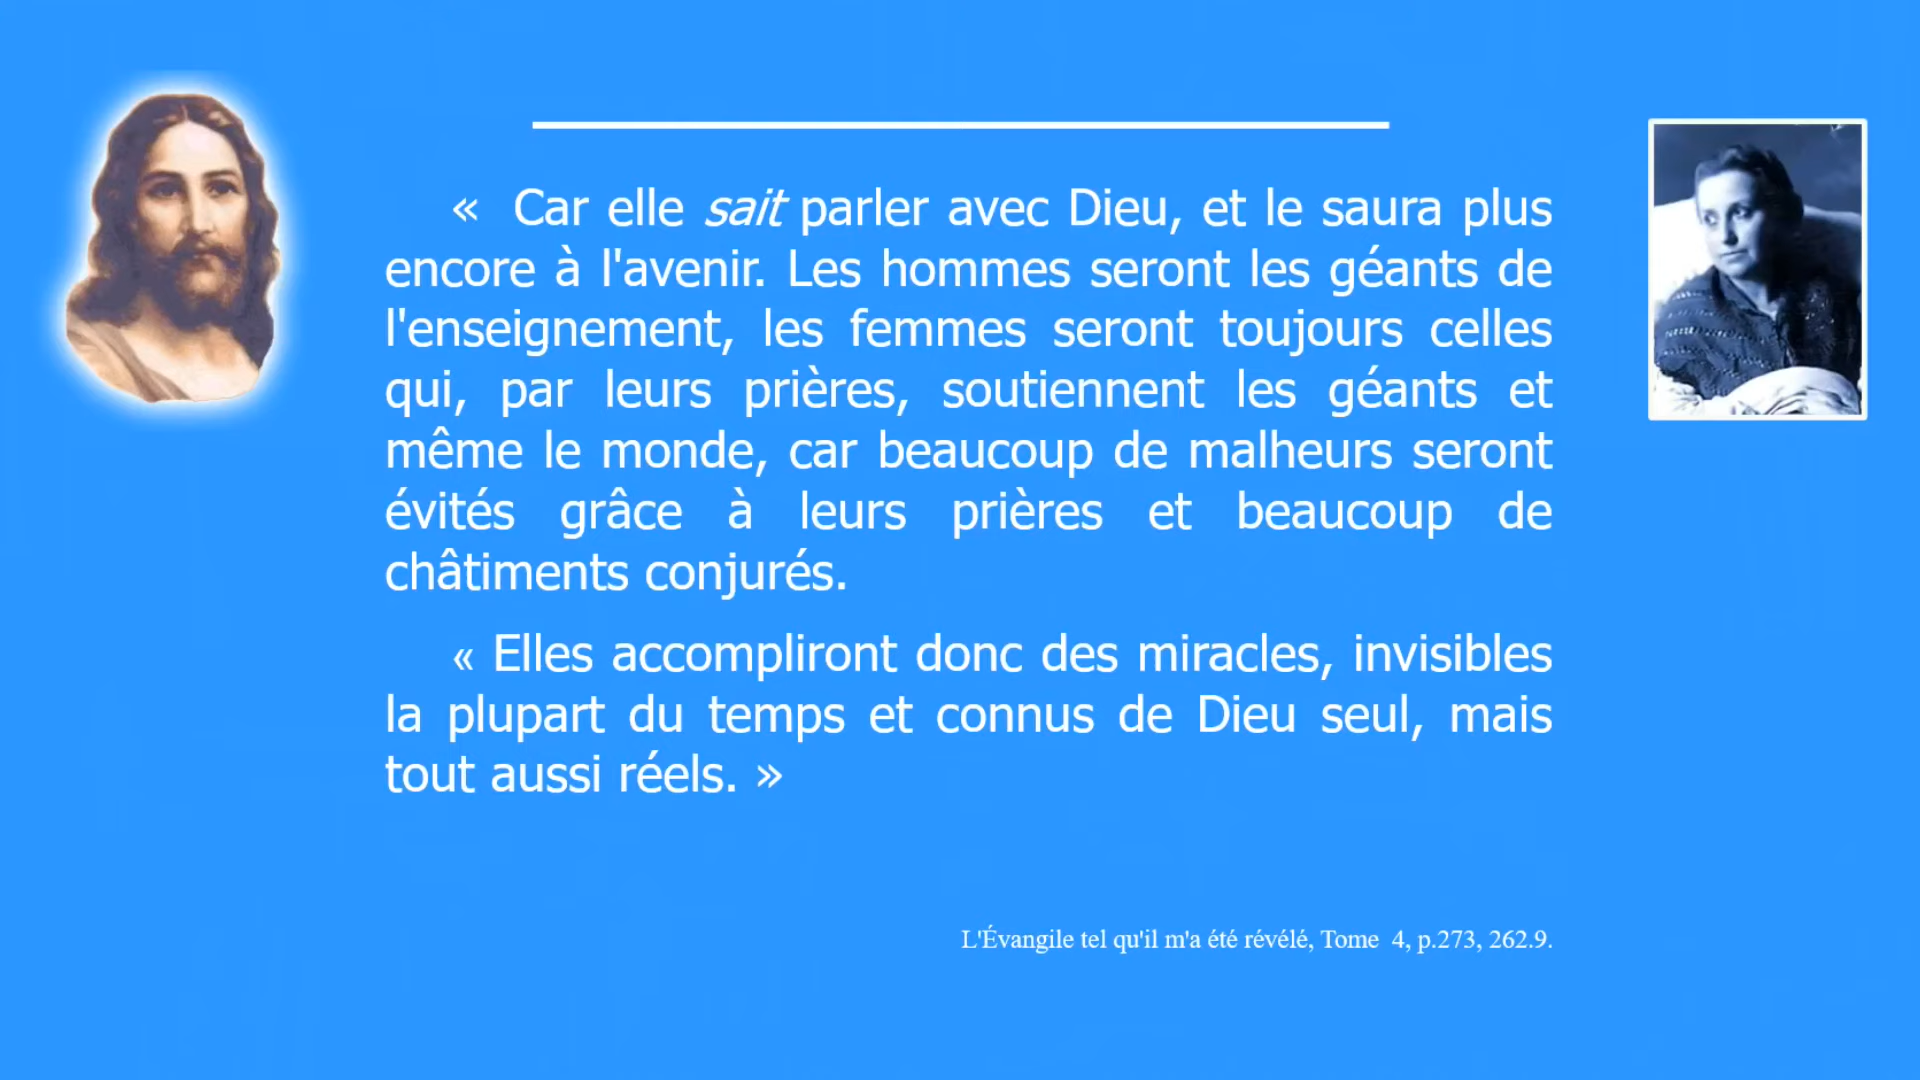 «  Car elle sait parler avec Dieu, et le saura plus
encore à l'avenir. Les hommes seront les géants de
l'enseignement, les femmes seront toujours celles
qui, par leurs prières, soutiennent les géants et
même le monde, car beaucoup de malheurs seront
évités grâce à leurs prières et beaucoup de
châtiments conjurés.
« Elles accompliront donc des miracles, invisibles
la plupart du temps et connus de Dieu seul, mais
tout aussi réels. »
L'Évangile tel qu'il m'a été révélé, Tome  4, p.273, 262.9.